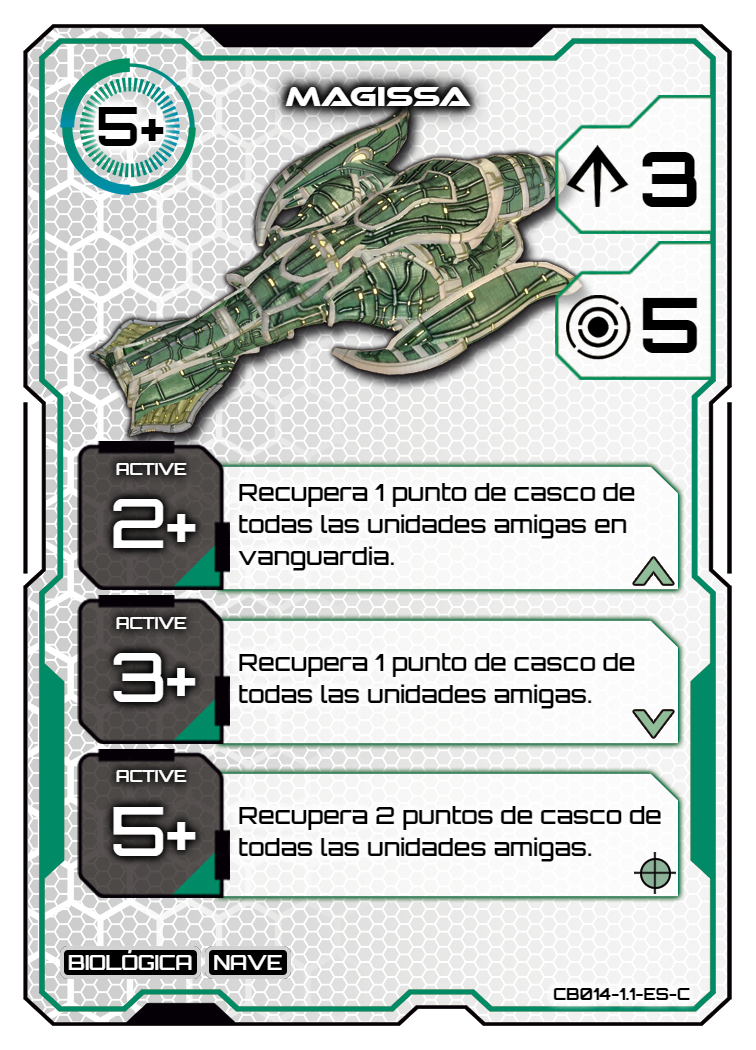 MAGISSA
5+
3
5
ACTIVE
2+
Recupera 1 punto de casco de
todas las unidades amigas en
vanguardia.
ACTIVE
3+
Recupera 1 punto de casco de
todas las unidades amigas.
ACTIVE
5+
Recupera 2 puntos de casco de
todas las unidades amigas.
BIOLÓGICA NAVE
CB014-1.1-ES-C